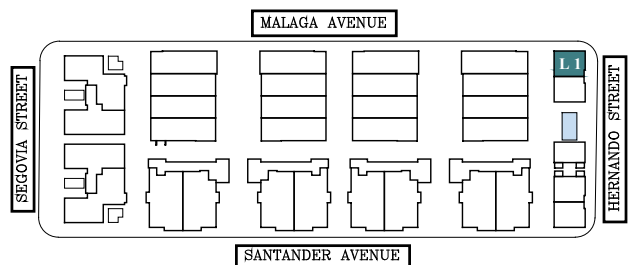 MALAGA AVENUE
SEGOVIA STREET
L 1
HERNANDO STREET
SANTANDER AVENUE